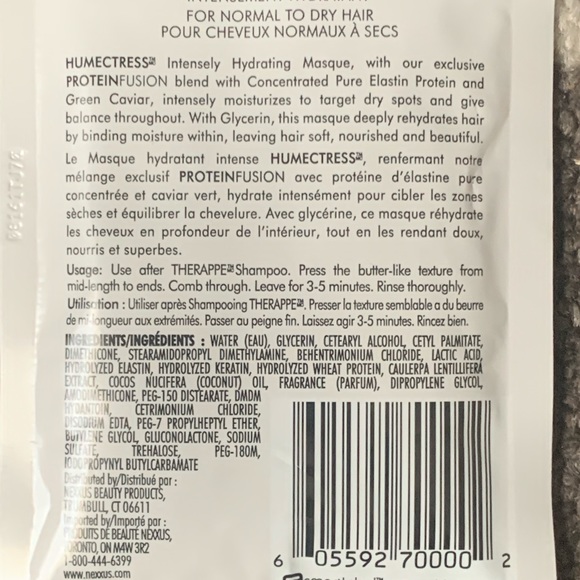 FOR NORMAL TO DRY HAIR
POUR CHEVEUX NORMAUX À SECS
HUMECTRESS℠ Intensely Hydrating Masque, with our exclusive
PROTEINFUSION blend with Concentrated Pure Elastin Protein and
Green Caviar, intensely moisturizes to target dry spots and give
balance throughout. With Glycerin, this masque deeply rehydrates hair
by binding moisture within, leaving hair soft, nourished and beautiful.
Le Masque hydratant intense HUMECTRESS, renfermant notre
mélange exclusif PROTEINFUSION avec protéine d'élastine pure
concentrée et caviar vert, hydrate intensément pour cibler les zones
sèches et équilibrer la chevelure. Avec glycérine, ce masque réhydrate
les cheveux en profondeur de l'intérieur, tout en les rendant doux,
nourris et superbes.
Usage: Use after THERAPPE Shampoo. Press the butter-like texture from
mid-length to ends. Comb through. Leave for 3-5 minutes. Rinse thoroughly.
Utilisation : Utiliser après Shampooing THERAPPE. Presser la texture semblable a du beurre
de mi-longueur aux extrémités. Passer au peigne fin. Laissez agir 3-5 minutes. Rincez bien.
INGREDIENTS/INGRÉDIENTS : WATER (EAU), GLYCERIN, CETEARYL ALCOHOL, CETYL PALMITATE,
DIMETHICONE, STEARAMIDOPROPYL DIMETHYLAMINE, BEHENTRIMONIUM CHLORIDE, LACTIC ACID,
HYDROLYZED ELASTIN, HYDROLYZED KERATIN, HYDROLYZED WHEAT PROTEIN, CAULERPA LENTILLIFERA
EXTRACT, COCOS NUCIFERA (COCONUT) OIL, FRAGRANCE (PARFUM), DIPROPYLENE GLYCOL,
AMODIMETHICONE, PEG-150 DISTEARATE, DMDM
HYDANTOIN, CETRIMONIUM CHLORIDE,
DISODIUM EDTA, PEG-7 PROPYLHEPTYL ETHER,
BUTYLENE GLYCOL, GLUCONOLACTONE, SODIUM
SULFATE, TREHALOSE, PEG-180M,
IODOPROPYNYL BUTYLCARBAMATE
Distributed by/Distribué par :
NEXXUS BEAUTY PRODUCTS,
TRUMBULL, CT 06611
Imported by/Importé par :
PRODUITS DE BEAUTÉ NEXXUS,
TORONTO, ON M4W 3R2
1-800-444-6399
www.nexxus.com
6 05592 70000 2